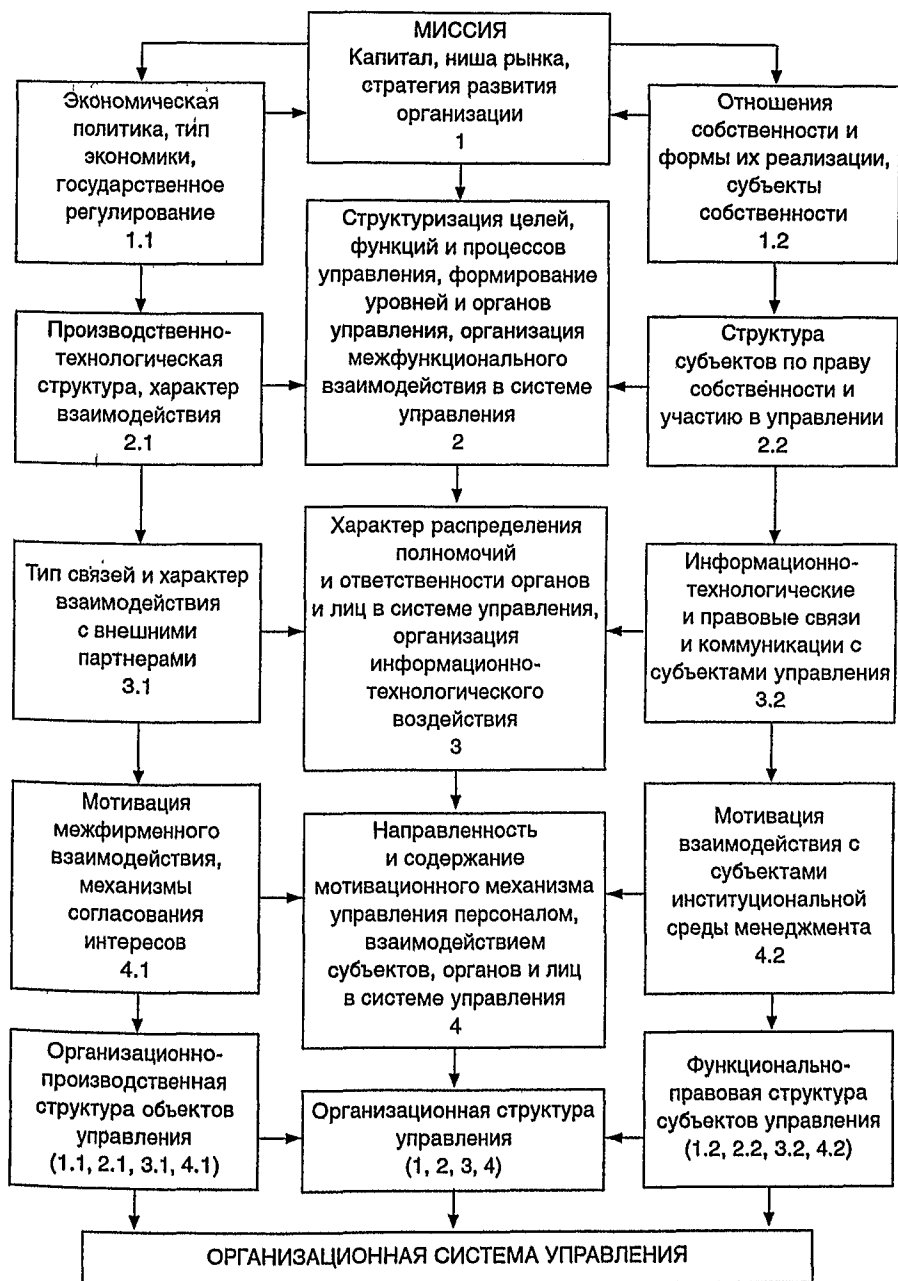 МИССИЯ
Капитал, ниша рынка,
стратегия развития
организации
1
Экономическая
политика, тип
экономики,
государственное
регулирование
1.1
Отношения
собственности и
формы их реализации,
субъекты
собственности
1.2
Структуризация целей,
функций и процессов
управления, формирование
уровней и органов
управления, организация
межфункционального
взаимодействия в системе
управления
2
Производственно-
технологическая
структура, характер
взаимодействия
2.1
Структура
субъектов по праву
собственности и
участию в управлении
2.2
Характер распределения
полномочий
и ответственности органов
и лиц в системе управления,
организация
информационно-
технологического
воздействия
3
Тип связей и характер
взаимодействия
с внешними
партнерами
3.1
Информационно-
технологические
и правовые связи
и коммуникации с
субъектами управления
3.2
Мотивация
межфирменного
взаимодействия,
механизмы
согласования
интересов
4.1
Направленность
и содержание
мотивационного механизма
управления персоналом,
взаимодействием
субъектов, органов и лиц
в системе управления
4
Мотивация
взаимодействия с
субъектами
институциональной
среды менеджмента
4.2
Организационно-
производственная
структура объектов
управления
(1.1, 2.1, 3.1, 4.1)
Организационная структура
управления
(1, 2, 3, 4)
Функционально-
правовая структура
субъектов управления
(1.2, 2.2, 3.2, 4.2)
ОРГАНИЗАЦИОННАЯ СИСТЕМА УПРАВЛЕНИЯ